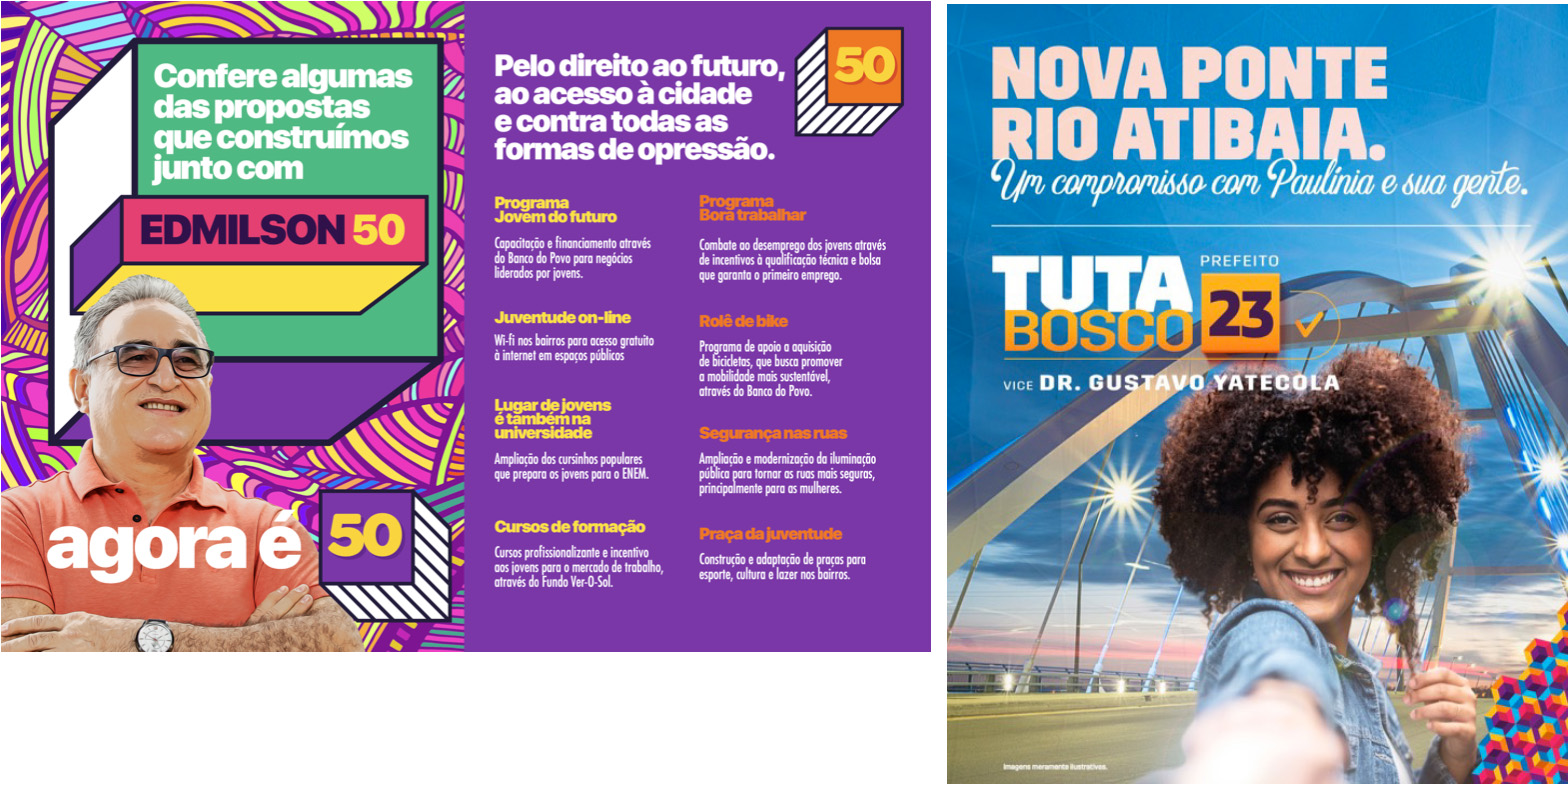 Confere algumas
das propostas
que construímos
junto com
EDMILSON 50
agora é 50
Pelo direito ao futuro,
ao acesso à cidade
e contra todas as
formas de opressão.
50
Programa
Jovem do futuro
Capacitação e financiamento através
do Banco do Povo para negócios
liderados por jovens.
Juventude on-line
Wi-fi nos bairros para acesso gratuito
à internet em espaços públicos
Lugar de jovens
é também na
universidade
Ampliação dos cursinhos populares
que prepara os jovens para o ENEM.
Cursos de formação
Cursos profissionalizante e incentivo
aos jovens para o mercado de trabalho,
através do Fundo Ver-O-Sol.
Programa
Bora trabalhar
Combate ao desemprego dos jovens através
de incentivos à qualificação técnica e bolsa
que garanta o primeiro emprego.
Rolê de bike
Programa de apoio a aquisição
de bicicletas, que busca promover
a mobilidade mais sustentável,
através do Banco do Povo.
Segurança nas ruas
Ampliação e modernização da iluminação
pública para tornar as ruas mais seguras,
principalmente para as mulheres.
Praça da juventude
Construção e adaptação de praças para
esporte, cultura e lazer nos bairros.
NOVA PONTE
RIO ATIBAIA.
Um compromisso com Paulínia e sua gente.
TUTA
BOSCO
PREFEITO
23
VICE DR. GUSTAVO YATECOLA
Imagens meramente ilustrativas.